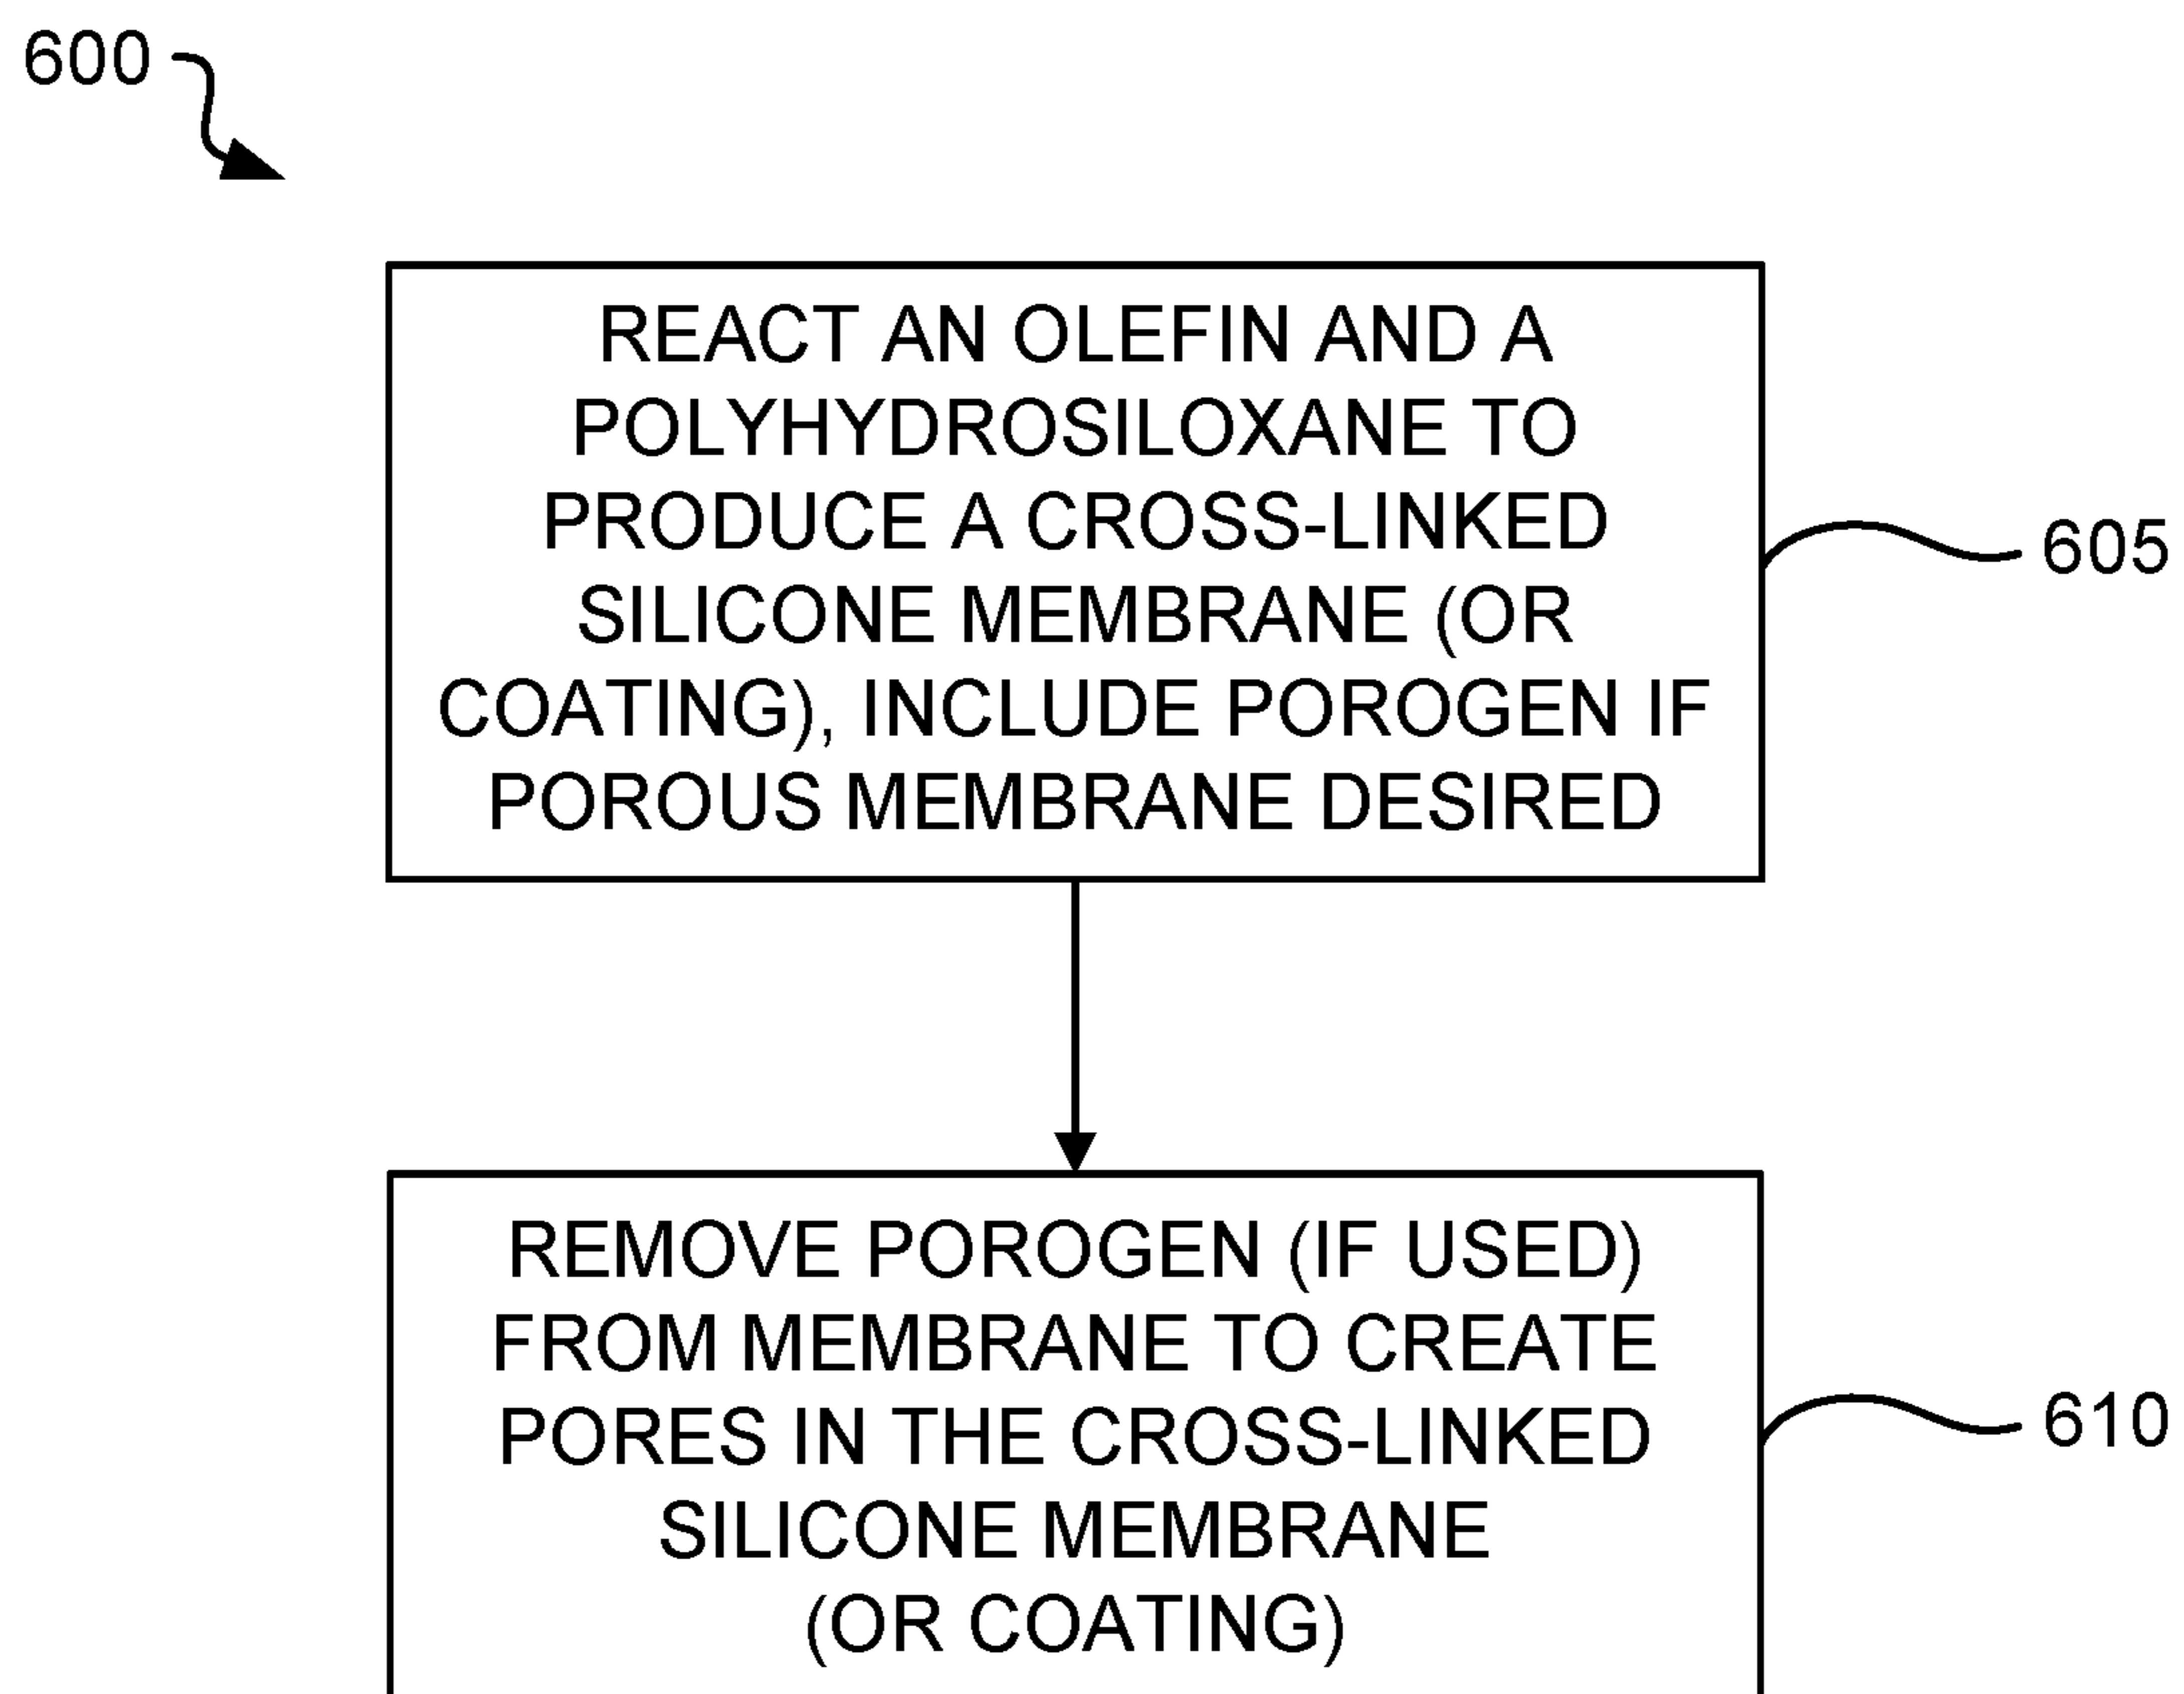 600
REACT AN OLEFIN AND A
POLYHYDROSILOXANE TO
PRODUCE A CROSS-LINKED
SILICONE MEMBRANE (OR
COATING), INCLUDE POROGEN IF
POROUS MEMBRANE DESIRED
605
REMOVE POROGEN (IF USED)
FROM MEMBRANE TO CREATE
PORES IN THE CROSS-LINKED
SILICONE MEMBRANE
(OR COATING)
610